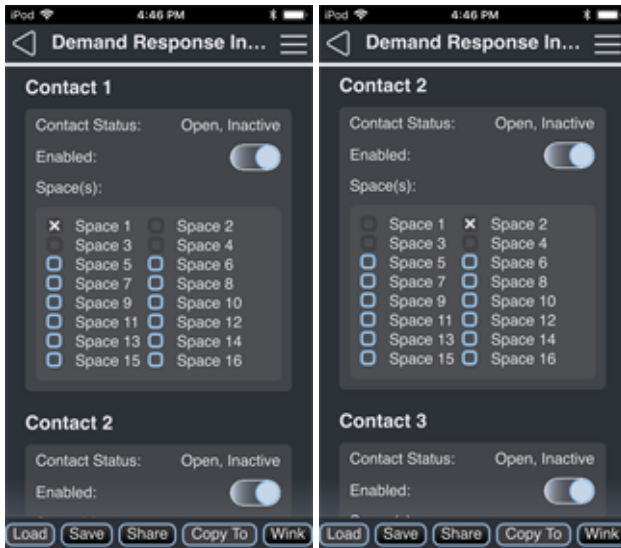 iPod 4:46 PM
Demand Response In...
Contact 1
Contact Status: Open, Inactive
Enabled:
Space(s):
Space 1 Space 2
Space 3 Space 4
Space 5 Space 6
Space 7 Space 8
Space 9 Space 10
Space 11 Space 12
Space 13 Space 14
Space 15 Space 16
Contact 2
Contact Status: Open, Inactive
Enabled:
Load Save Share Copy To Wink
iPod 4:46 PM
Demand Response In...
Contact 2
Contact Status: Open, Inactive
Enabled:
Space(s):
Space 1 Space 2
Space 3 Space 4
Space 5 Space 6
Space 7 Space 8
Space 9 Space 10
Space 11 Space 12
Space 13 Space 14
Space 15 Space 16
Contact 3
Contact Status: Open, Inactive
Enabled:
Load Save Share Copy To Wink